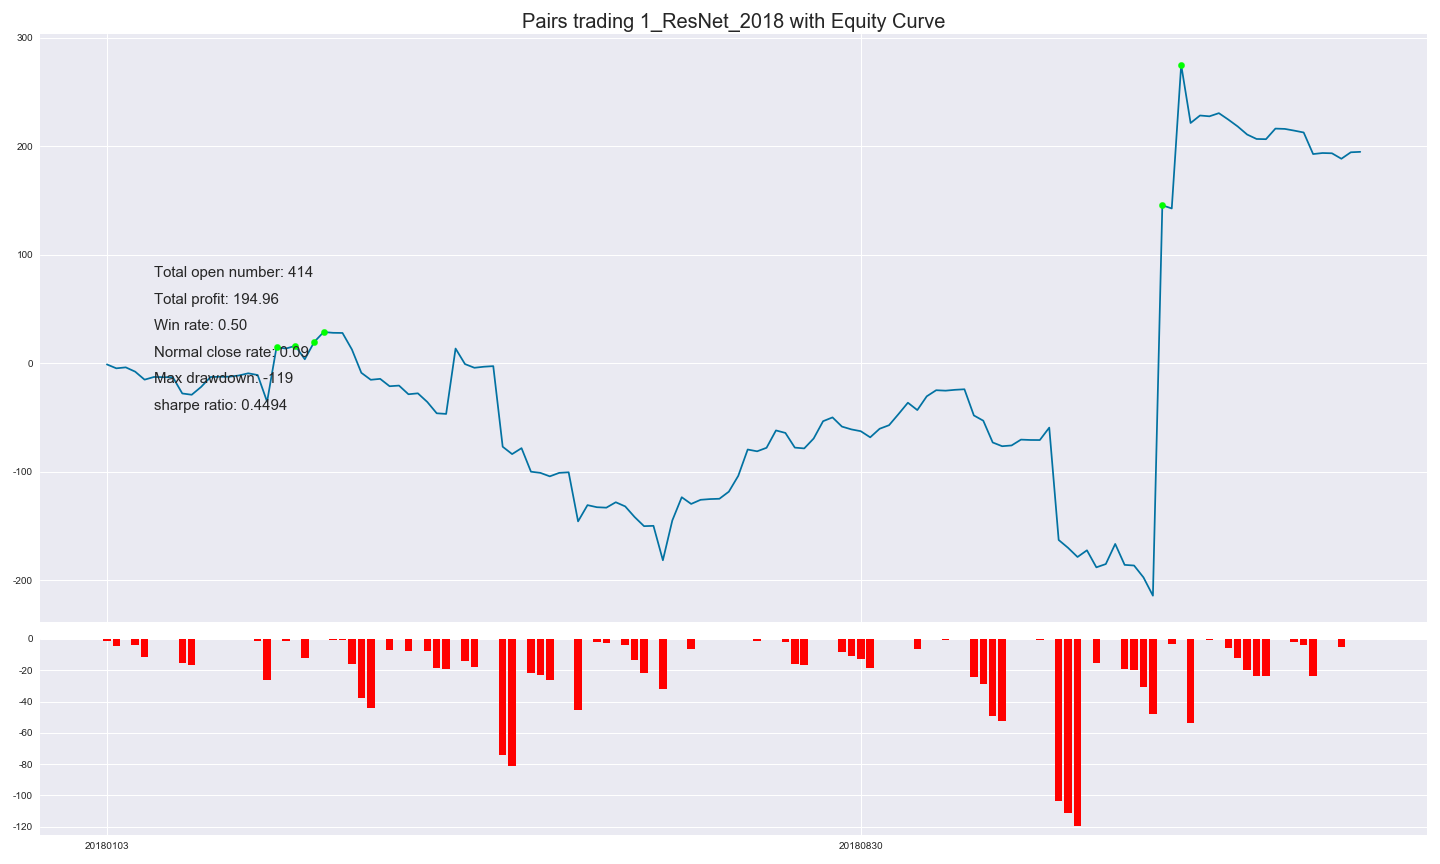 Pairs trading 1_ResNet_2018 with Equity Curve
300
200
100
0
-100
-200
Total open number: 414
Total profit: 194.96
Win rate: 0.50
Normal close rate: 0.09
Max drawdown: -119
sharpe ratio: 0.4494
0
-20
-40
-60
-80
-100
-120
20180103
20180830